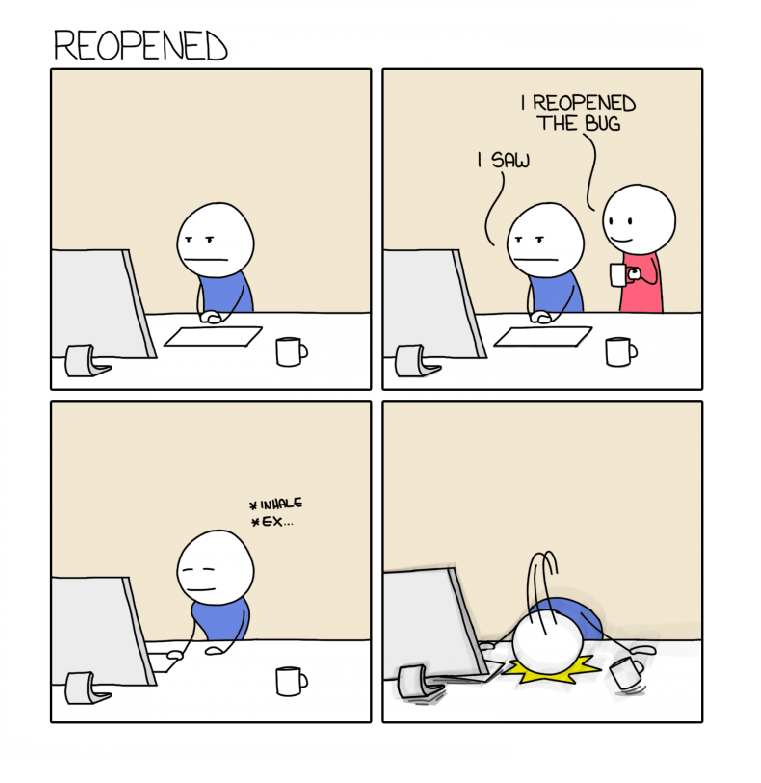 REOPENED
I REOPENED
THE BUG
I SAW
* INHALE
* EX...